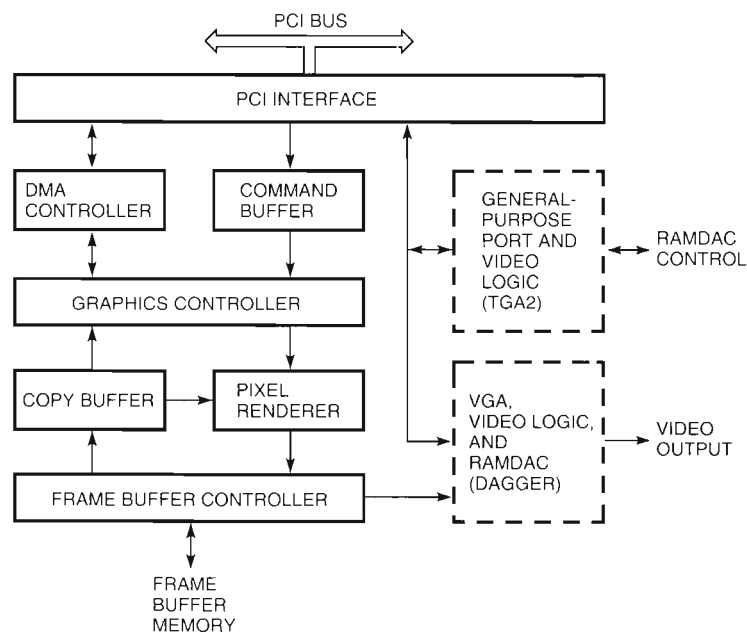 PCI BUS
PCI INTERFACE
DMA
CONTROLLER
COMMAND
BUFFER
GENERAL-
PURPOSE
PORT AND
VIDEO
LOGIC
(TGA2)
RAMDAC
CONTROL
GRAPHICS CONTROLLER
COPY BUFFER
PIXEL
RENDERER
VGA,
VIDEO LOGIC,
AND
RAMDAC
(DAGGER)
VIDEO
OUTPUT
FRAME BUFFER CONTROLLER
FRAME
BUFFER
MEMORY